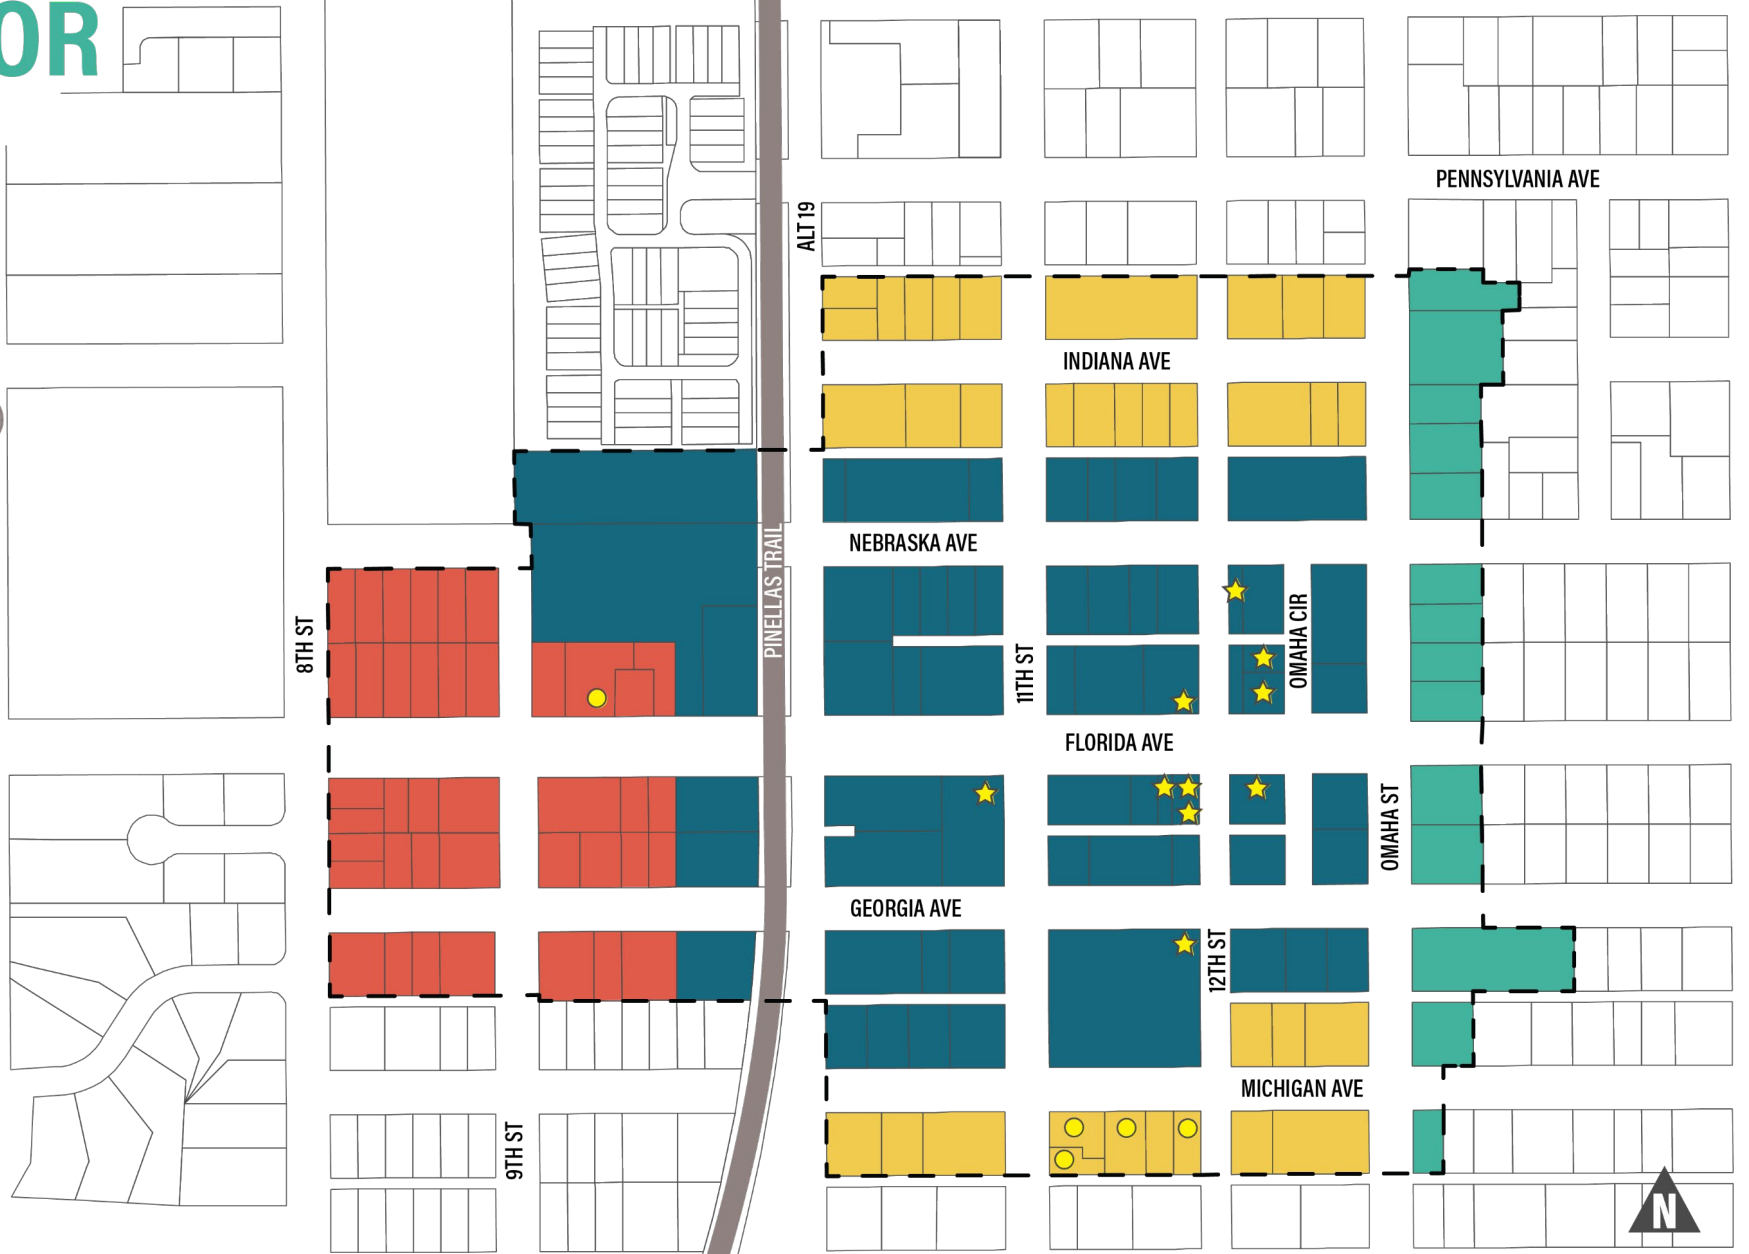 OR
PENNSYLVANIA AVE
ALT 19
INDIANA AVE
NEBRASKA AVE
PINELLAS TRAIL
8TH ST
11TH ST
OMAHA CIR
FLORIDA AVE
OMAHA ST
GEORGIA AVE
12TH ST
MICHIGAN AVE
9TH ST
N